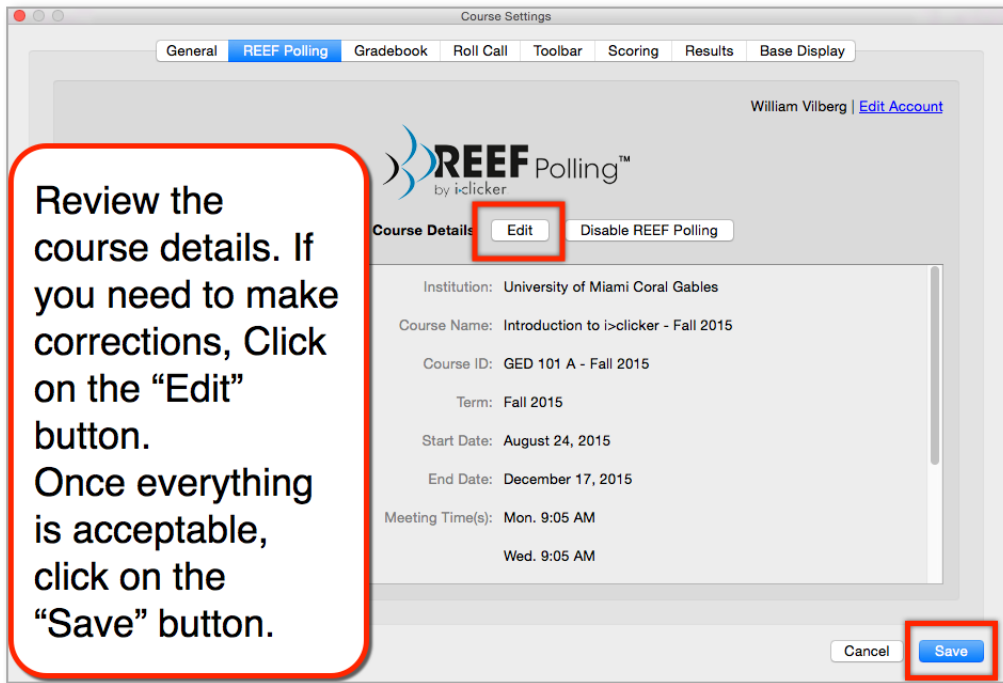 Course Settings
General REEF Polling Gradebook Roll Call Toolbar Scoring Results Base Display
William Vilberg | Edit Account
REEF Polling™
by i>clicker
Course Details Edit Disable REEF Polling
Institution: University of Miami Coral Gables
Course Name: Introduction to i>clicker - Fall 2015
Course ID: GED 101 A - Fall 2015
Term: Fall 2015
Start Date: August 24, 2015
End Date: December 17, 2015
Meeting Time(s): Mon. 9:05 AM
Wed. 9:05 AM
Review the
course details. If
you need to make
corrections, Click
on the “Edit”
button.
Once everything
is acceptable,
click on the
“Save” button.
Cancel Save